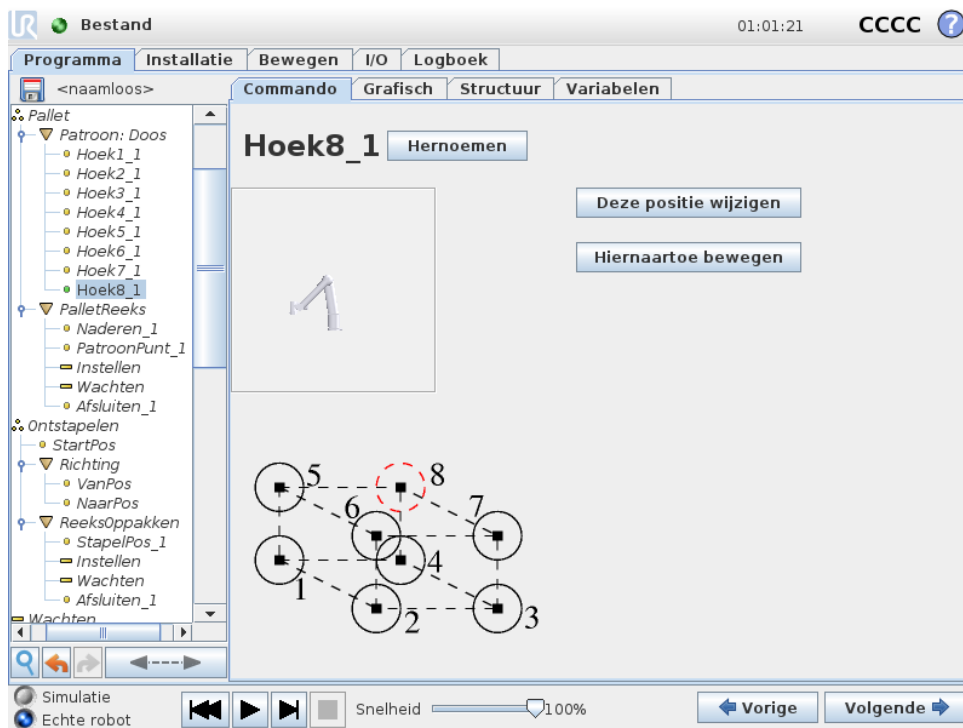 UR Bestand 01:01:21 CCCC ?
Programma Installatie Bewegen I/O Logboek
<naamloos>
Commando Grafisch Structuur Variabelen
Pallet
Patroon: Doos
Hoek1_1
Hoek2_1
Hoek3_1
Hoek4_1
Hoek5_1
Hoek6_1
Hoek7_1
Hoek8_1
PalletReeks
Naderen_1
PatroonPunt_1
Instellen
Wachten
Afsluiten_1
Ontstapelen
StartPos
Richting
VanPos
NaarPos
ReeksOppakken
StapelPos_1
Instellen
Wachten
Afsluiten_1
Wachten
Hoek8_1 Hernoemen
Deze positie wijzigen
Hiernaartoe bewegen
5 8
6 7
1 4
2 3
Simulatie
Echte robot
Snelheid 100%
Vorige Volgende